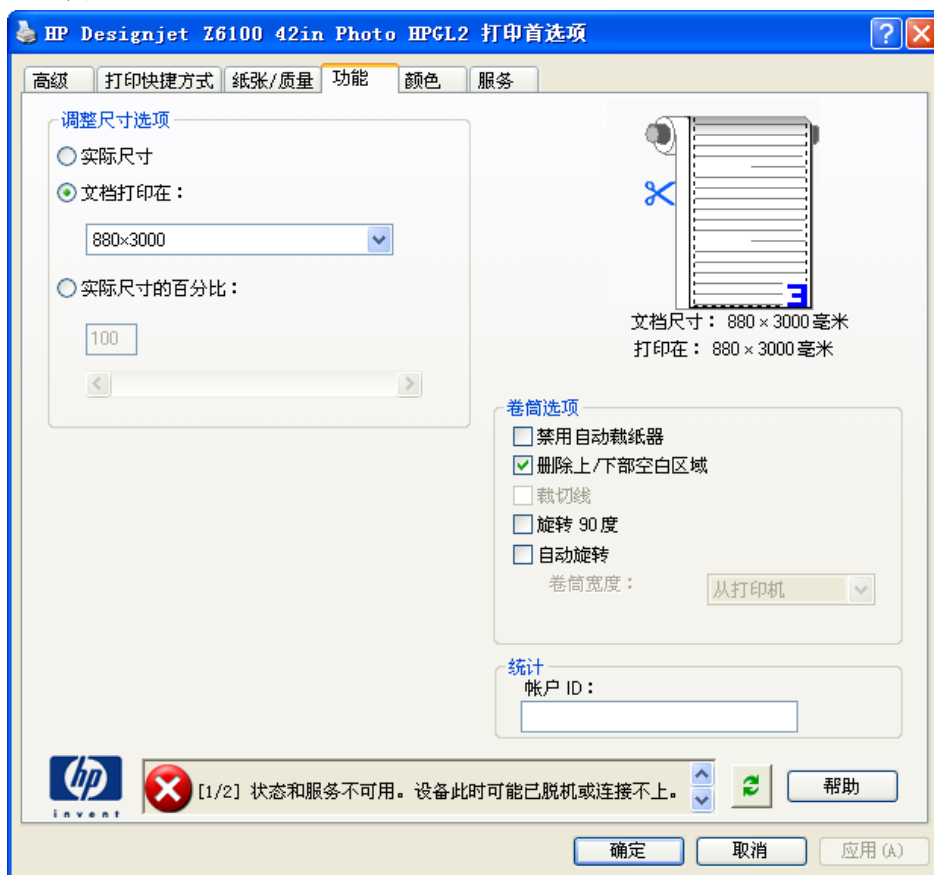 HP Designjet Z6100 42in Photo HPGL2 打印首选项
高级 打印快捷方式 纸张/质量 功能 颜色 服务
调整尺寸选项
实际尺寸
文档打印在：
880×3000
实际尺寸的百分比：
100
文档尺寸： 880 × 3000 毫米
打印在： 880 × 3000 毫米
卷筒选项
禁用自动裁纸器
删除上/下部空白区域
裁切线
旋转 90 度
自动旋转
卷筒宽度：
从打印机
统计
帐户 ID：
hp
invent
[1/2] 状态和服务不可用。设备此时可能已脱机或连接不上。
帮助
确定 取消 应用(A)